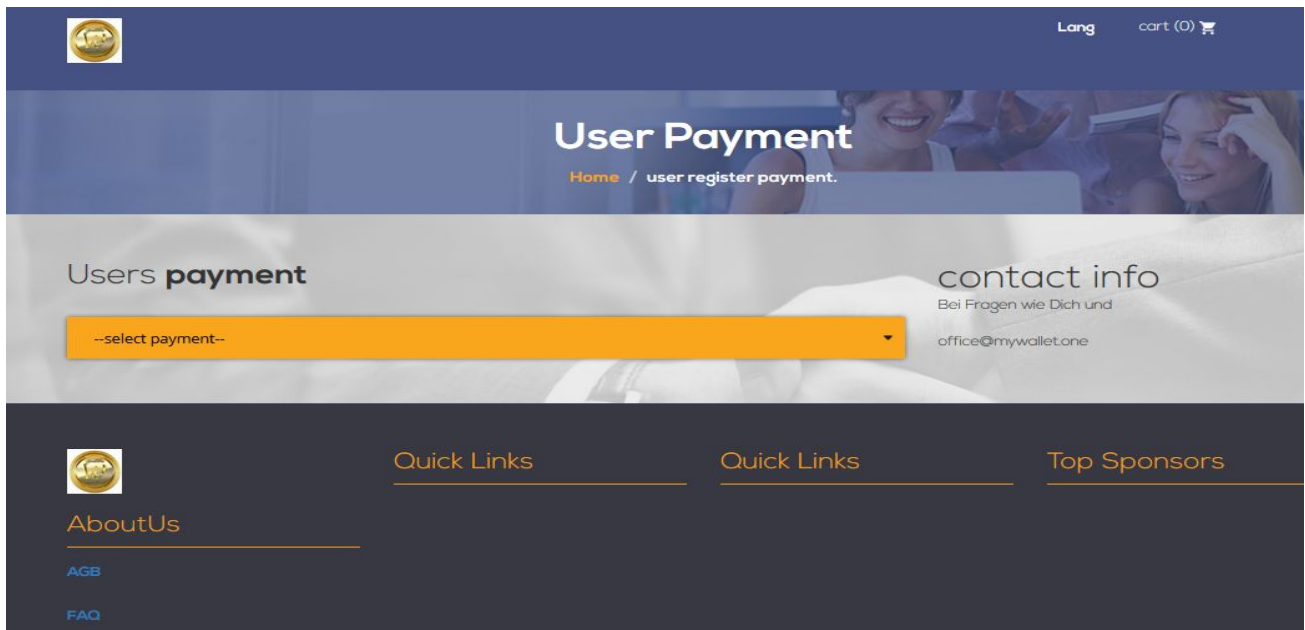 Lang cart (0)
User Payment
Home / user register payment.
Users payment
--select payment--
contact info
Bei Fragen wie Dich und
office@mywallet.one
Quick Links
Quick Links
Top Sponsors
AboutUs
AGB
FAQ